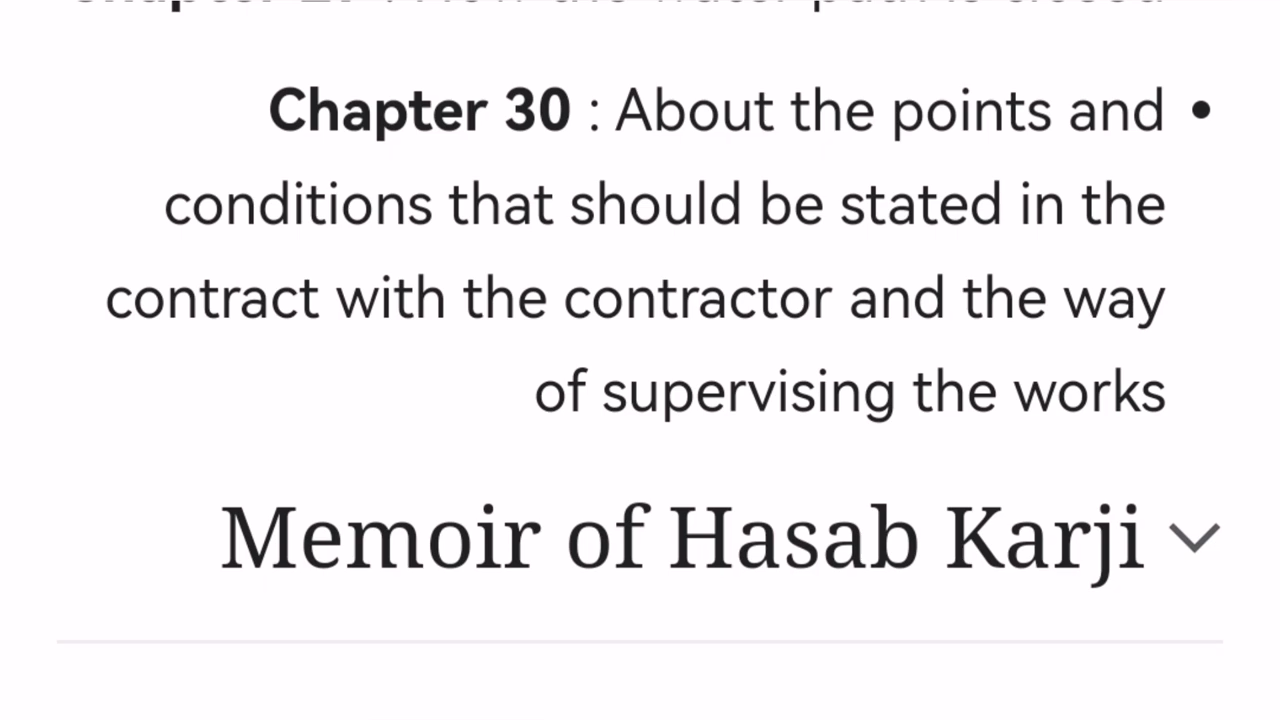 Chapter 30 : About the points and •
conditions that should be stated in the
contract with the contractor and the way
of supervising the works
Memoir of Hasab Karji